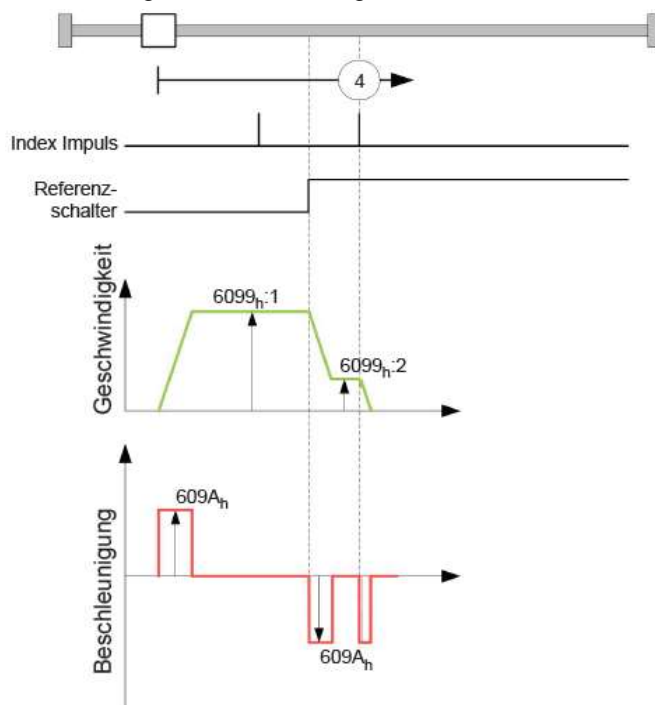 4
Index Impuls
Referenz-
schalter
Geschwindigkeit
6099h:1
6099h:2
Beschleunigung
609Ah
609Ah